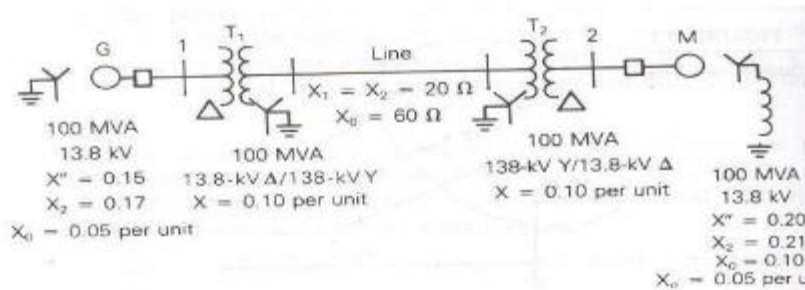 G 1 T₁ Line T₂ 2 M
X₁ = X₂ = 20 Ω
X₀ = 60 Ω
100 MVA
13.8 kV
X″ = 0.15
X₂ = 0.17
X₀ = 0.05 per unit
100 MVA
13.8-kV Δ/138-kV Y
X = 0.10 per unit
100 MVA
138-kV Y/13.8-kV Δ
X = 0.10 per unit
100 MVA
13.8 kV
X″ = 0.20
X₂ = 0.21
X₀ = 0.10
X₀ = 0.05 per u